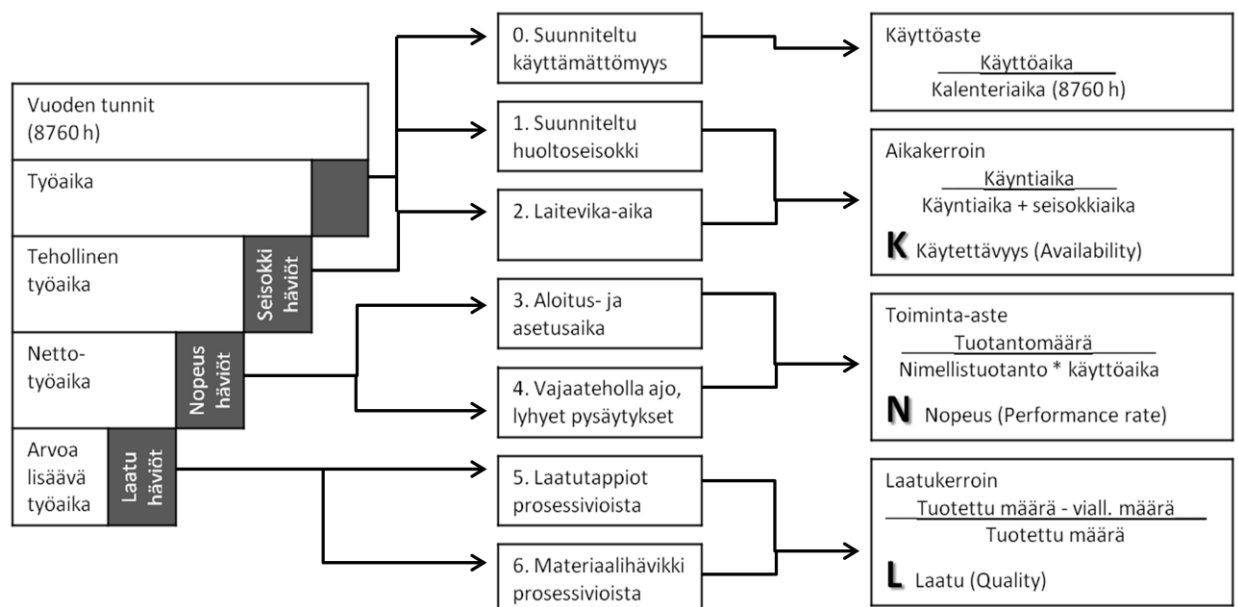 Vuoden tunnit
(8760 h)
Työaika
Tehollinen
työaika
Seisokki
häviöt
Netto-
työaika
Nopeus
häviöt
Arvoa
lisäävä
työaika
Laatu
häviöt
0. Suunniteltu
käyttämättömyys
1. Suunniteltu
huoltoseisokki
2. Laitevika-aika
3. Aloitus- ja
asetusaika
4. Vajaateholla ajo,
lyhyet pysäytykset
5. Laatutappiot
prosessivioista
6. Materiaalihävikki
prosessivioista
Käyttöaste
Käyttöaika
Kalenteriaika (8760 h)
Aikakerroin
Käyntiaika
Käyntiaika + seisokkiaika
K Käytettävyys (Availability)
Toiminta-aste
Tuotantomäärä
Nimellistuotanto * käyttöaika
N Nopeus (Performance rate)
Laatukerroin
Tuotettu määrä - viall. määrä
Tuotettu määrä
L Laatu (Quality)